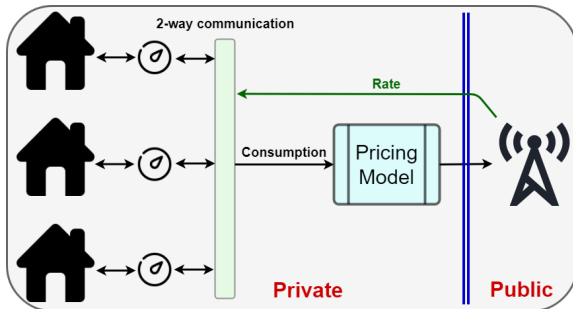 2-way communication
Rate
Consumption
Pricing
Model
Private
Public